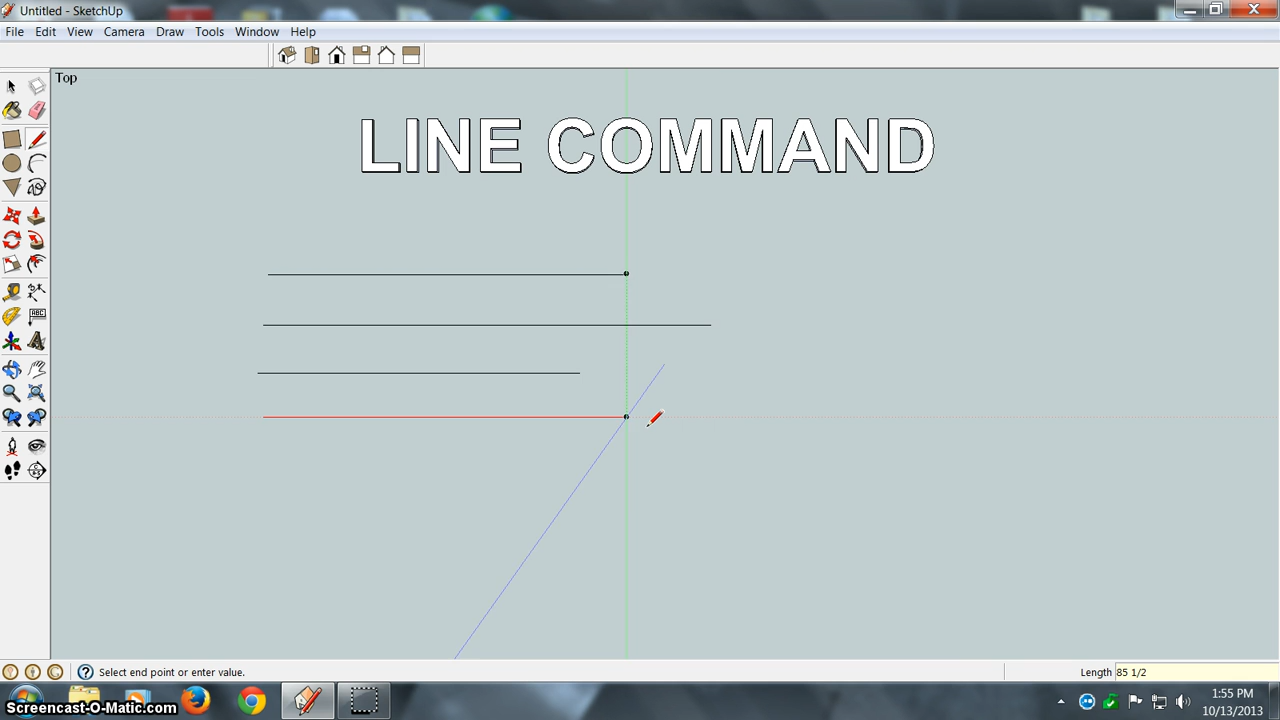 Untitled - SketchUp
File Edit View Camera Draw Tools Window Help
Top
LINE COMMAND
ABC
Select end point or enter value.
Length 85 1/2
Screencast-O-Matic.com
1:55 PM
10/13/2013